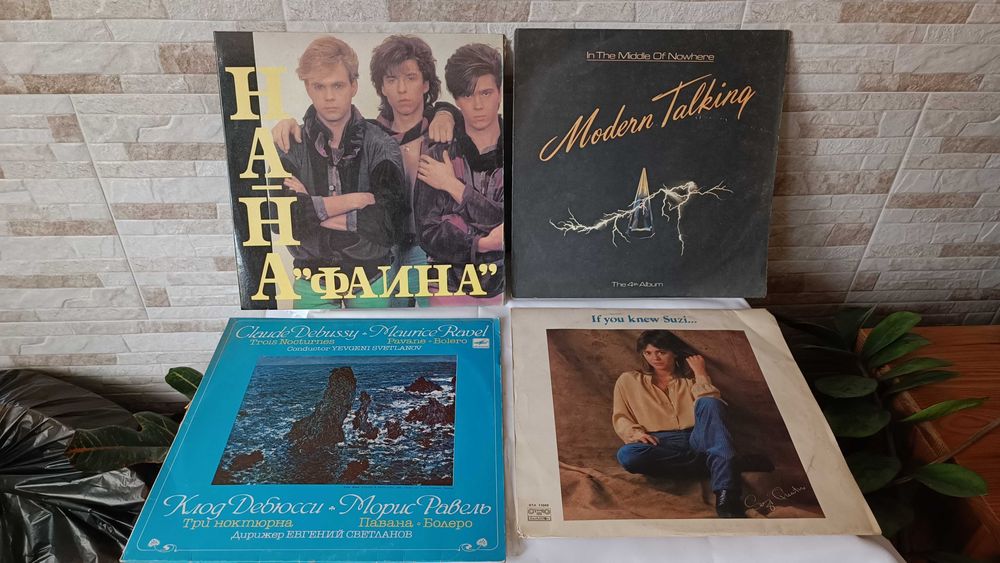 НА-НА
"ФАИНА"
In The Middle Of Nowhere
Modern Talking
The 4th Album
Claude Debussy • Maurice Ravel
Trois Nocturnes Pavane • Bolero
Conductor YEVGENI SVETLANOV
Клод Дебюсси • Морис Равель
Три ноктюрна Павана • Болеро
Дирижер ЕВГЕНИЙ СВЕТЛАНОВ
If you knew Suzi...
Suzi Quatro